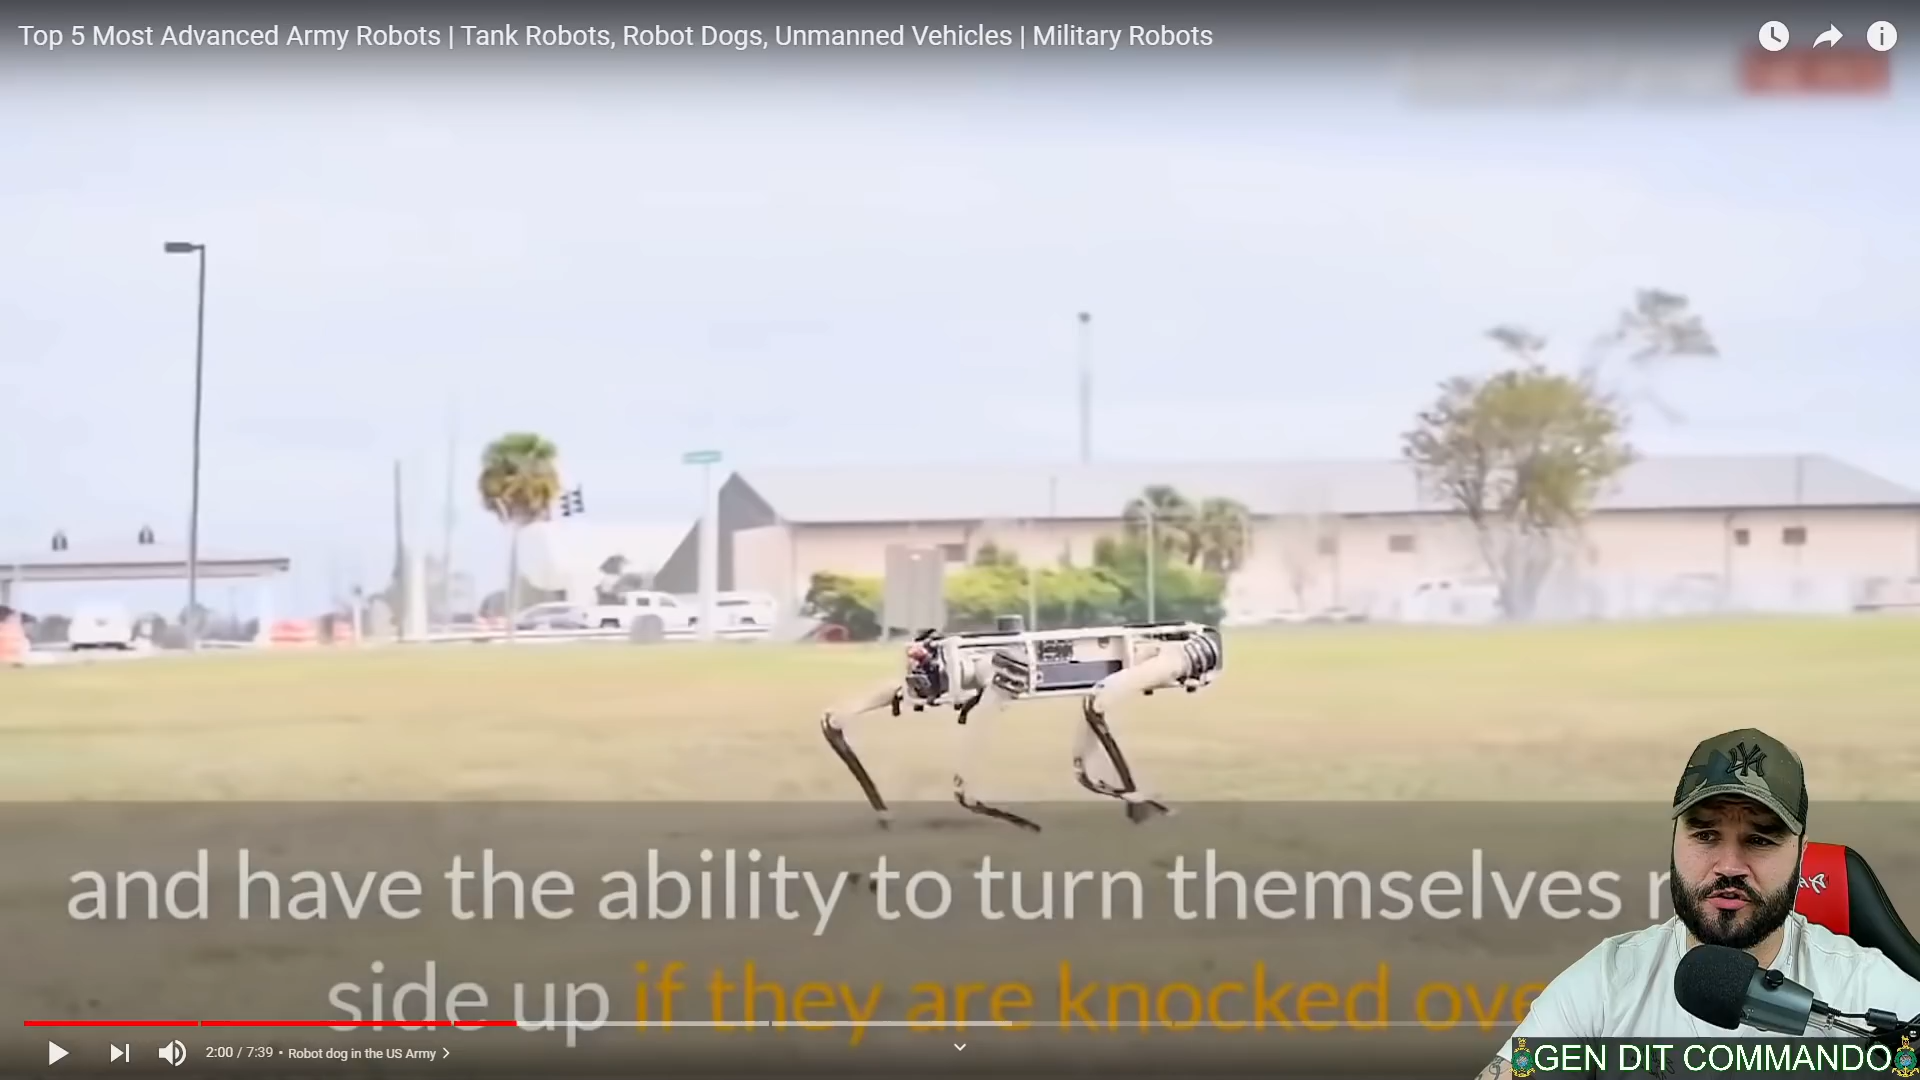 Top 5 Most Advanced Army Robots | Tank Robots, Robot Dogs, Unmanned Vehicles | Military Robots
and have the ability to turn themselves
side up if they are knocked
2:00 / 7:39 • Robot dog in the US Army
GEN DIT COMMANDO